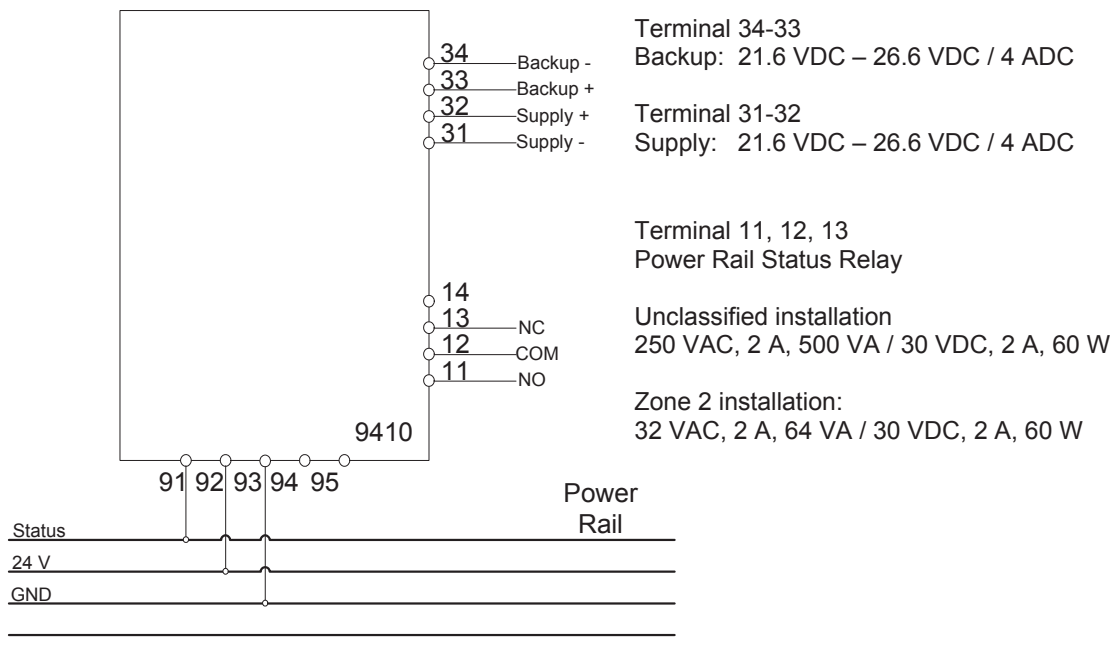 34
Backup -
33
Backup +
32
Supply +
31
Supply -
14
13
NC
12
COM
11
NO
9410
91 92 93 94 95
Terminal 34-33
Backup: 21.6 VDC – 26.6 VDC / 4 ADC
Terminal 31-32
Supply: 21.6 VDC – 26.6 VDC / 4 ADC
Terminal 11, 12, 13
Power Rail Status Relay
Unclassified installation
250 VAC, 2 A, 500 VA / 30 VDC, 2 A, 60 W
Zone 2 installation:
32 VAC, 2 A, 64 VA / 30 VDC, 2 A, 60 W
Power
Rail
Status
24 V
GND